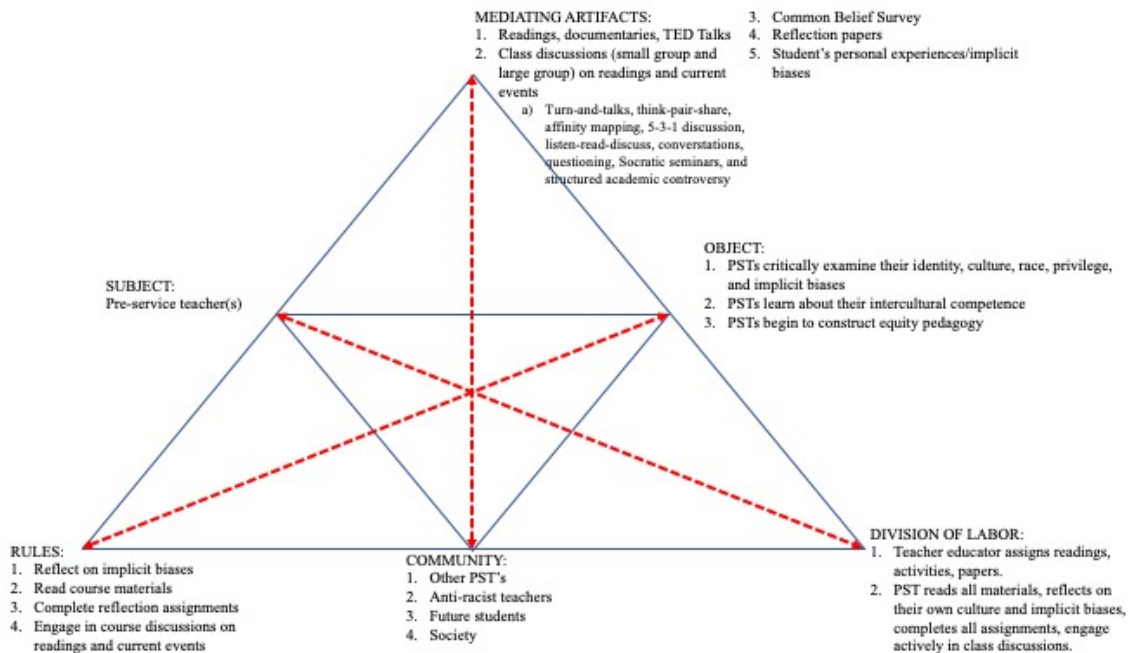 MEDIATING ARTIFACTS:
1. Readings, documentaries, TED Talks
2. Class discussions (small group and
large group) on readings and current
events
a) Turn-and-talks, think-pair-share,
affinity mapping, 5-3-1 discussion,
listen-read-discuss, converstations,
questioning, Socratic seminars, and
structured academic controversy
3. Common Belief Survey
4. Reflection papers
5. Student's personal experiences/implicit
biases
SUBJECT:
Pre-service teacher(s)
OBJECT:
1. PSTs critically examine their identity, culture, race, privilege,
and implicit biases
2. PSTs learn about their intercultural competence
3. PSTs begin to construct equity pedagogy
RULES:
1. Reflect on implicit biases
2. Read course materials
3. Complete reflection assignments
4. Engage in course discussions on
readings and current events
COMMUNITY:
1. Other PST's
2. Anti-racist teachers
3. Future students
4. Society
DIVISION OF LABOR:
1. Teacher educator assigns readings,
activities, papers.
2. PST reads all materials, reflects on
their own culture and implicit biases,
completes all assignments, engage
actively in class discussions.